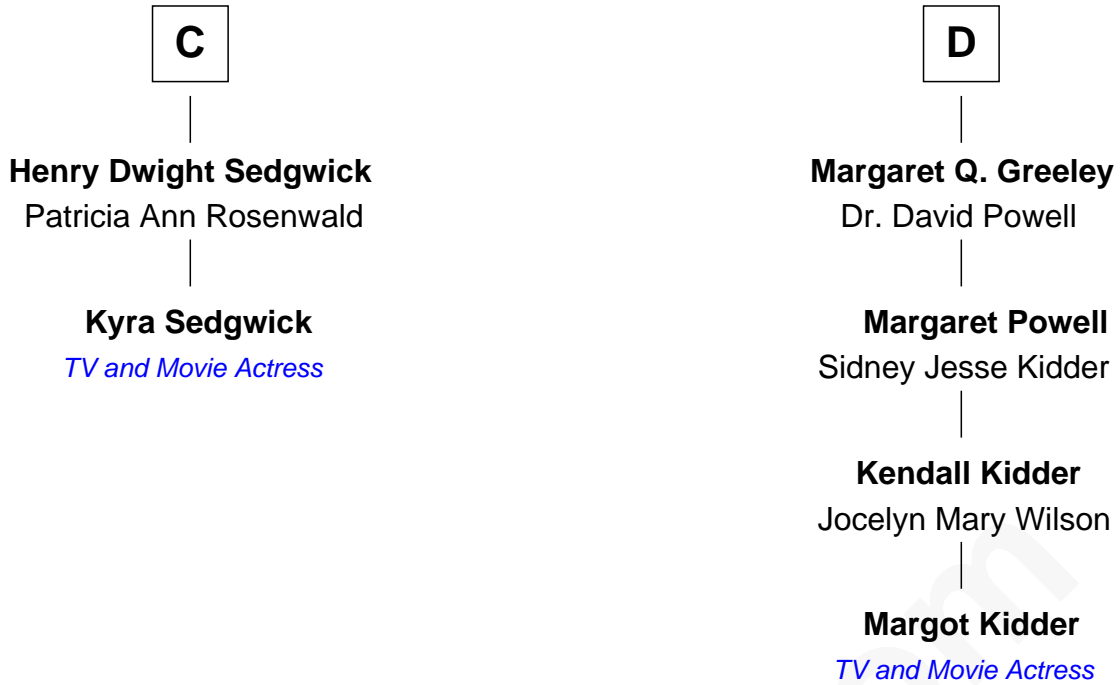 C
Henry Dwight Sedgwick
Patricia Ann Rosenwald
Kyra Sedgwick
TV and Movie Actress
D
Margaret Q. Greeley
Dr. David Powell
Margaret Powell
Sidney Jesse Kidder
Kendall Kidder
Jocelyn Mary Wilson
Margot Kidder
TV and Movie Actress